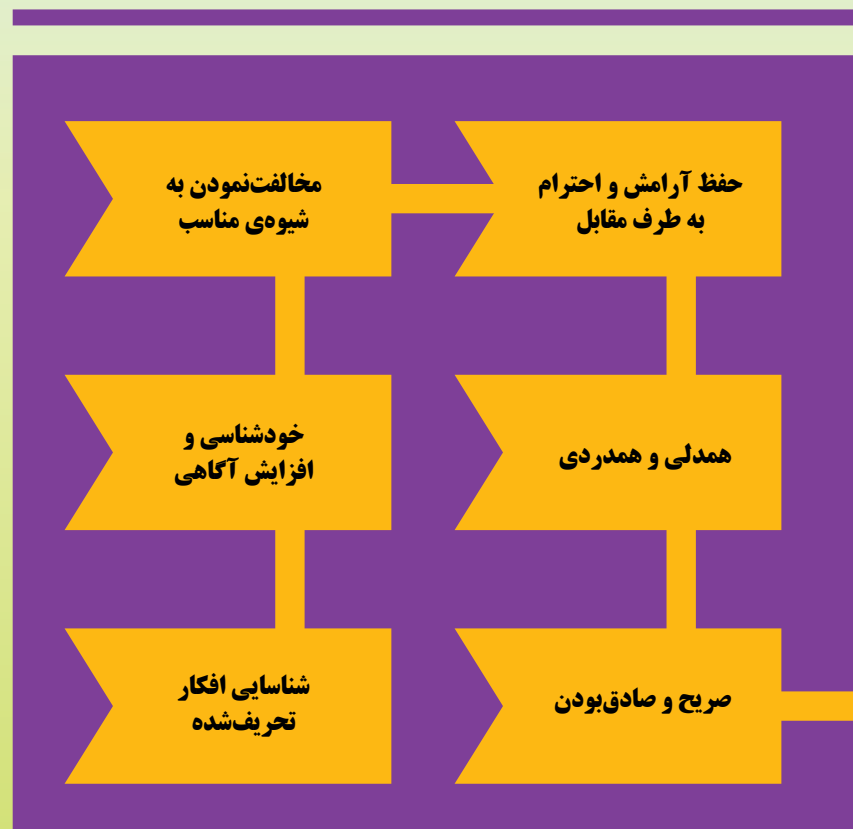 حفظ آرامش و احترام
به طرف مقابل
مخالفت‌نمودن به
شیوه‌ی مناسب
همدلی و همدردی
خودشناسی و
افزایش آگاهی
صریح و صادق‌بودن
شناسایی افکار
تحریف‌شده